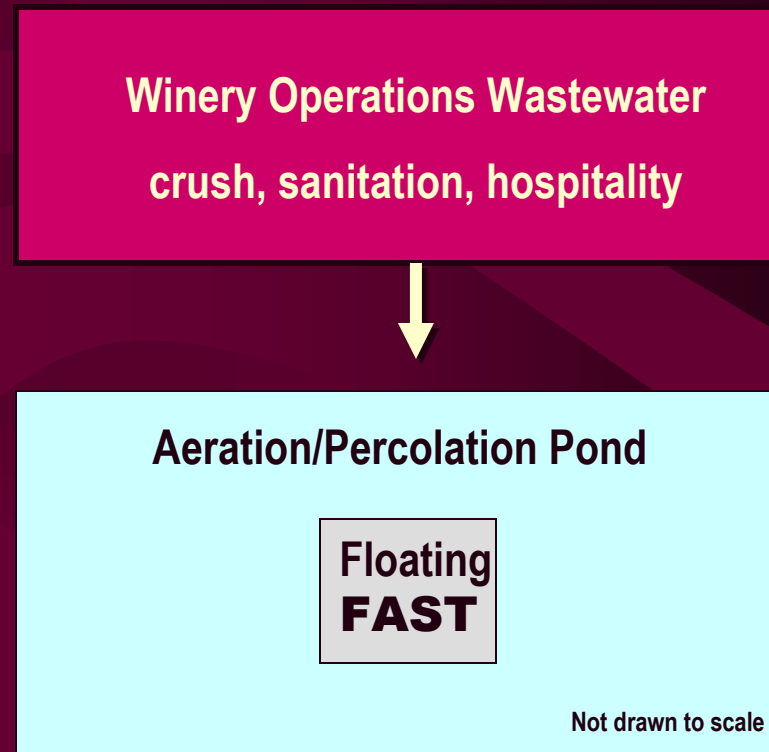 Winery Operations Wastewater
crush, sanitation, hospitality
Aeration/Percolation Pond
Floating
FAST
Not drawn to scale